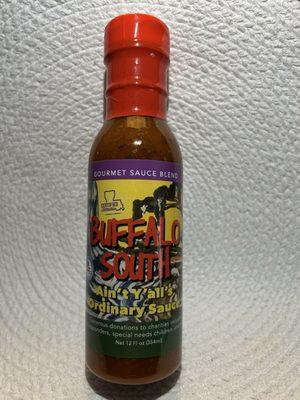 GOURMET SAUCE BLEND
CERTIFIED
BUFFALO
SOUTH
Ain't Y'all's
Ordinary Sauce
donations to charities
special needs children
Net 12 Fl oz (354ml)